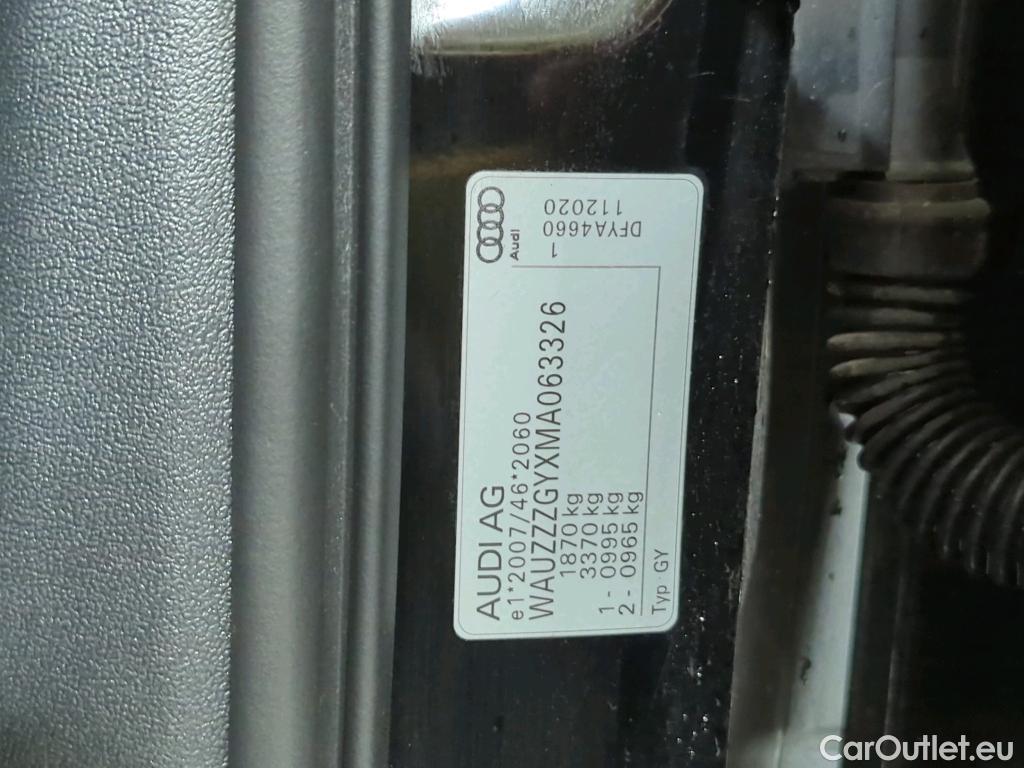 AUDI AG
e1*2007/46*2060
WAUZZZGYXMA063326
1870 kg
3370 kg
1 - 0995 kg
2 - 0965 kg
Typ · GY
Audi
1
DFYA4660
112020
CarOutlet.eu